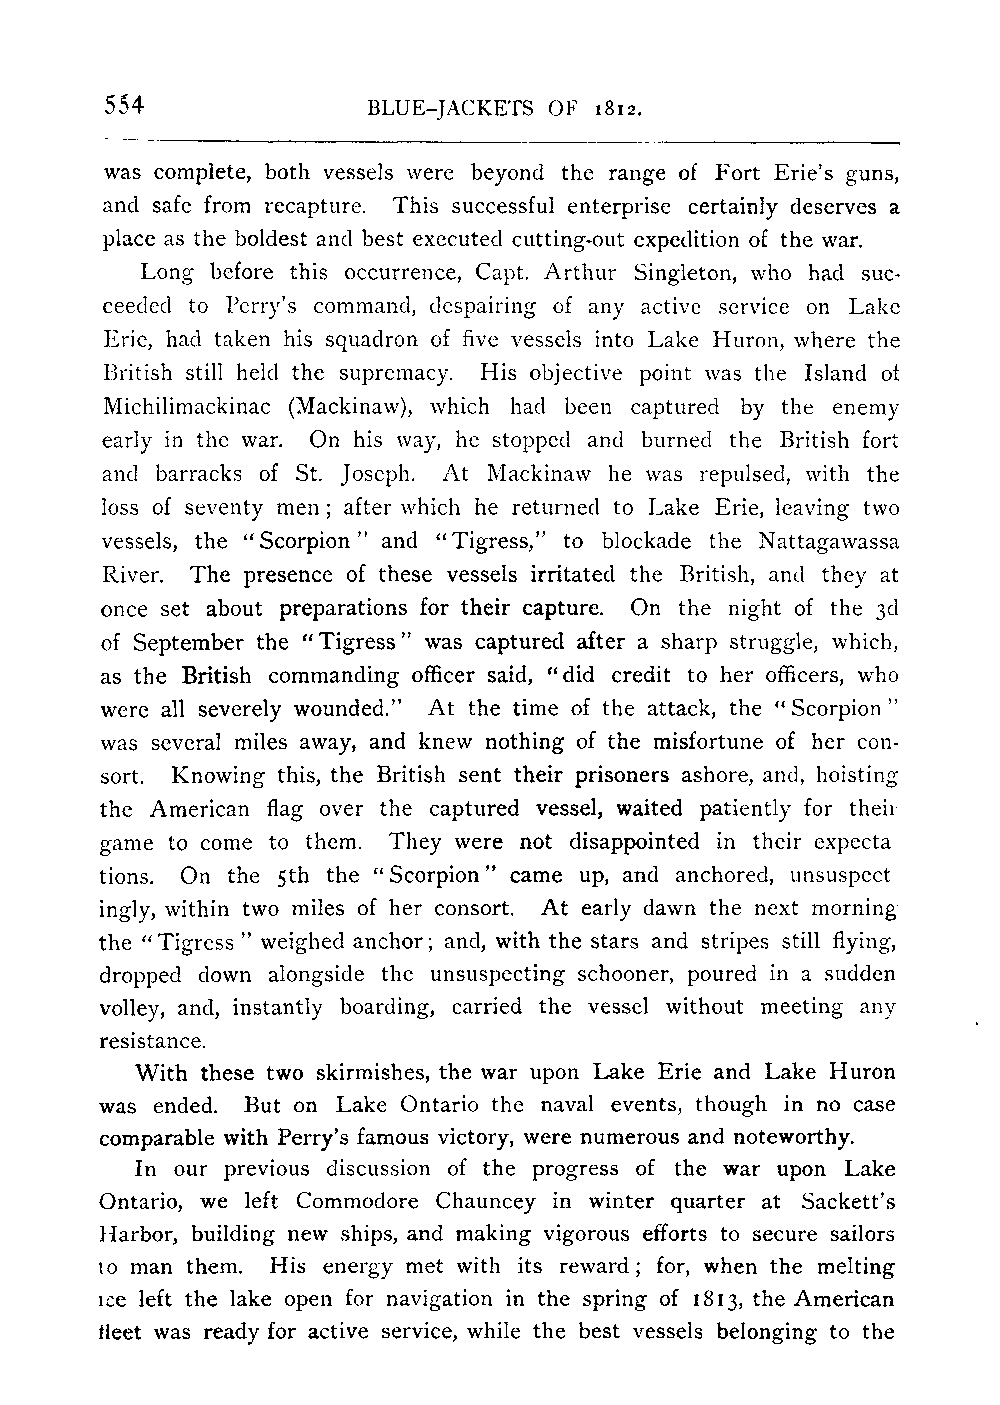 554 BLUE-JACKETS OF 1812.
was complete, both vessels were beyond the range of Fort Erie's guns,
and safe from recapture. This successful enterprise certainly deserves a
place as the boldest and best executed cutting-out expedition of the war.
Long before this occurrence, Capt. Arthur Singleton, who had suc-
ceeded to Perry's command, despairing of any active service on Lake
Erie, had taken his squadron of five vessels into Lake Huron, where the
British still held the supremacy. His objective point was the Island of
Michilimackinac (Mackinaw), which had been captured by the enemy
early in the war. On his way, he stopped and burned the British fort
and barracks of St. Joseph. At Mackinaw he was repulsed, with the
loss of seventy men; after which he returned to Lake Erie, leaving two
vessels, the "Scorpion" and "Tigress," to blockade the Nattagawassa
River. The presence of these vessels irritated the British, and they at
once set about preparations for their capture. On the night of the 3d
of September the "Tigress" was captured after a sharp struggle, which,
as the British commanding officer said, "did credit to her officers, who
were all severely wounded." At the time of the attack, the "Scorpion"
was several miles away, and knew nothing of the misfortune of her con-
sort. Knowing this, the British sent their prisoners ashore, and, hoisting
the American flag over the captured vessel, waited patiently for their
game to come to them. They were not disappointed in their expecta
tions. On the 5th the "Scorpion" came up, and anchored, unsuspect
ingly, within two miles of her consort. At early dawn the next morning
the "Tigress" weighed anchor; and, with the stars and stripes still flying,
dropped down alongside the unsuspecting schooner, poured in a sudden
volley, and, instantly boarding, carried the vessel without meeting any
resistance.
With these two skirmishes, the war upon Lake Erie and Lake Huron
was ended. But on Lake Ontario the naval events, though in no case
comparable with Perry's famous victory, were numerous and noteworthy.
In our previous discussion of the progress of the war upon Lake
Ontario, we left Commodore Chauncey in winter quarter at Sackett's
Harbor, building new ships, and making vigorous efforts to secure sailors
to man them. His energy met with its reward; for, when the melting
ice left the lake open for navigation in the spring of 1813, the American
fleet was ready for active service, while the best vessels belonging to the